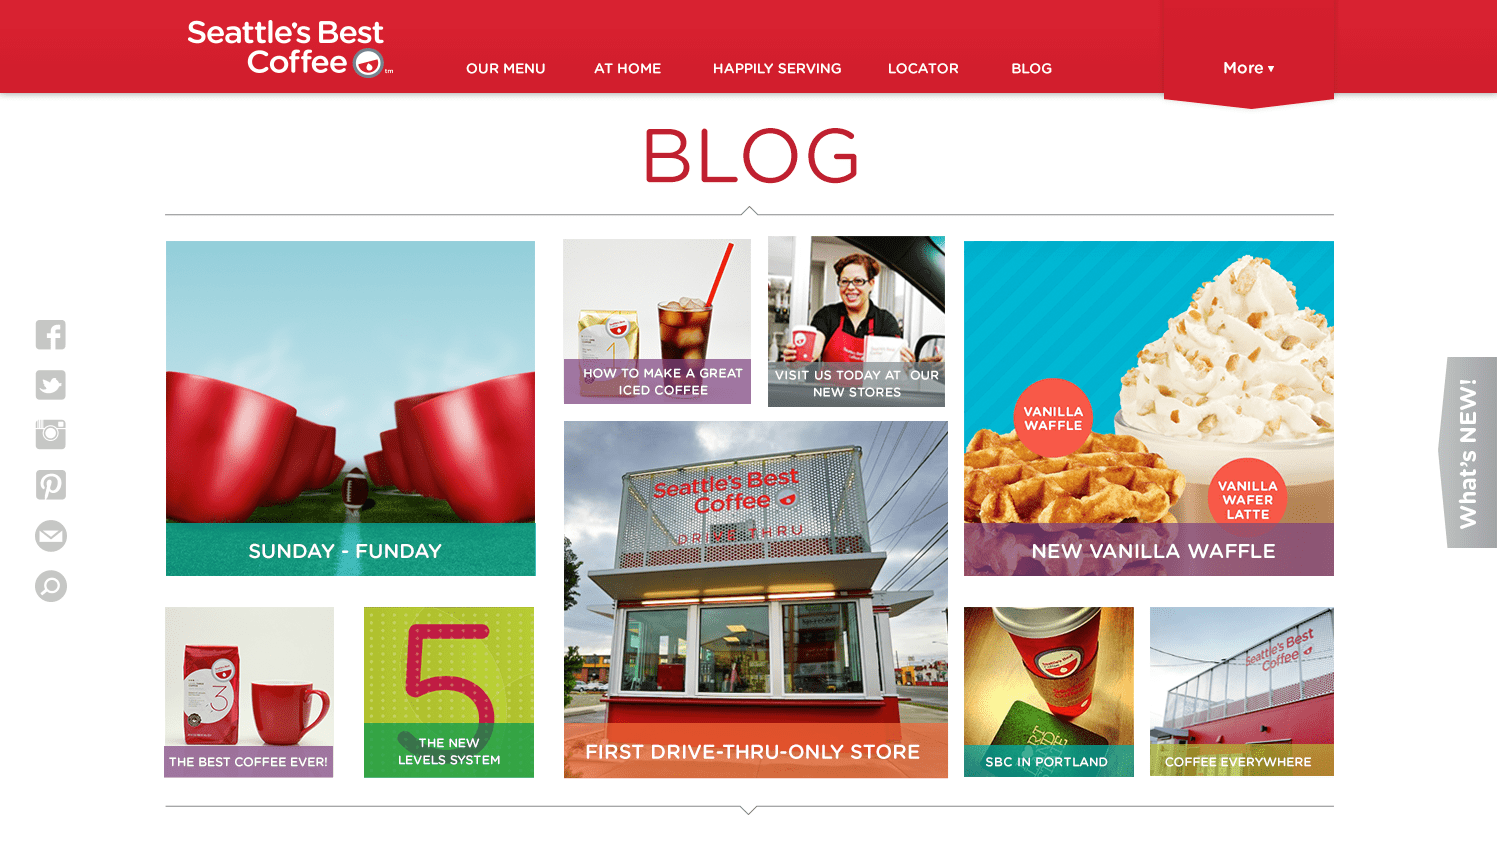 Seattle's Best
Coffee
tm
OUR MENU
AT HOME
HAPPILY SERVING
LOCATOR
BLOG
More
BLOG
SUNDAY - FUNDAY
1
HOW TO MAKE A GREAT
ICED COFFEE
VISIT US TODAY AT OUR
NEW STORES
VANILLA
WAFFLE
VANILLA
WAFER
LATTE
NEW VANILLA WAFFLE
What's NEW!
Seattle's Best
Coffee
DRIVE THRU
FIRST DRIVE-THRU-ONLY STORE
3
THE BEST COFFEE EVER!
5
THE NEW
LEVELS SYSTEM
SBC IN PORTLAND
Seattle's Best
Coffee
COFFEE EVERYWHERE